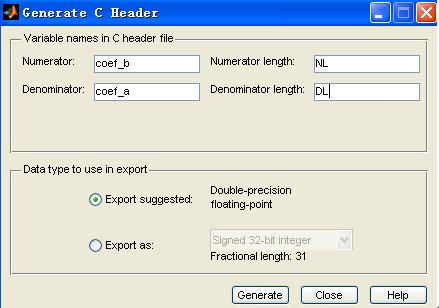 Generate C Header
Variable names in C header file
Numerator: coef_b Numerator length: NL
Denominator: coef_a Denominator length: DL
Data type to use in export
Export suggested: Double-precision
floating-point
Export as: Signed 32-bit integer
Fractional length: 31
Generate Close Help